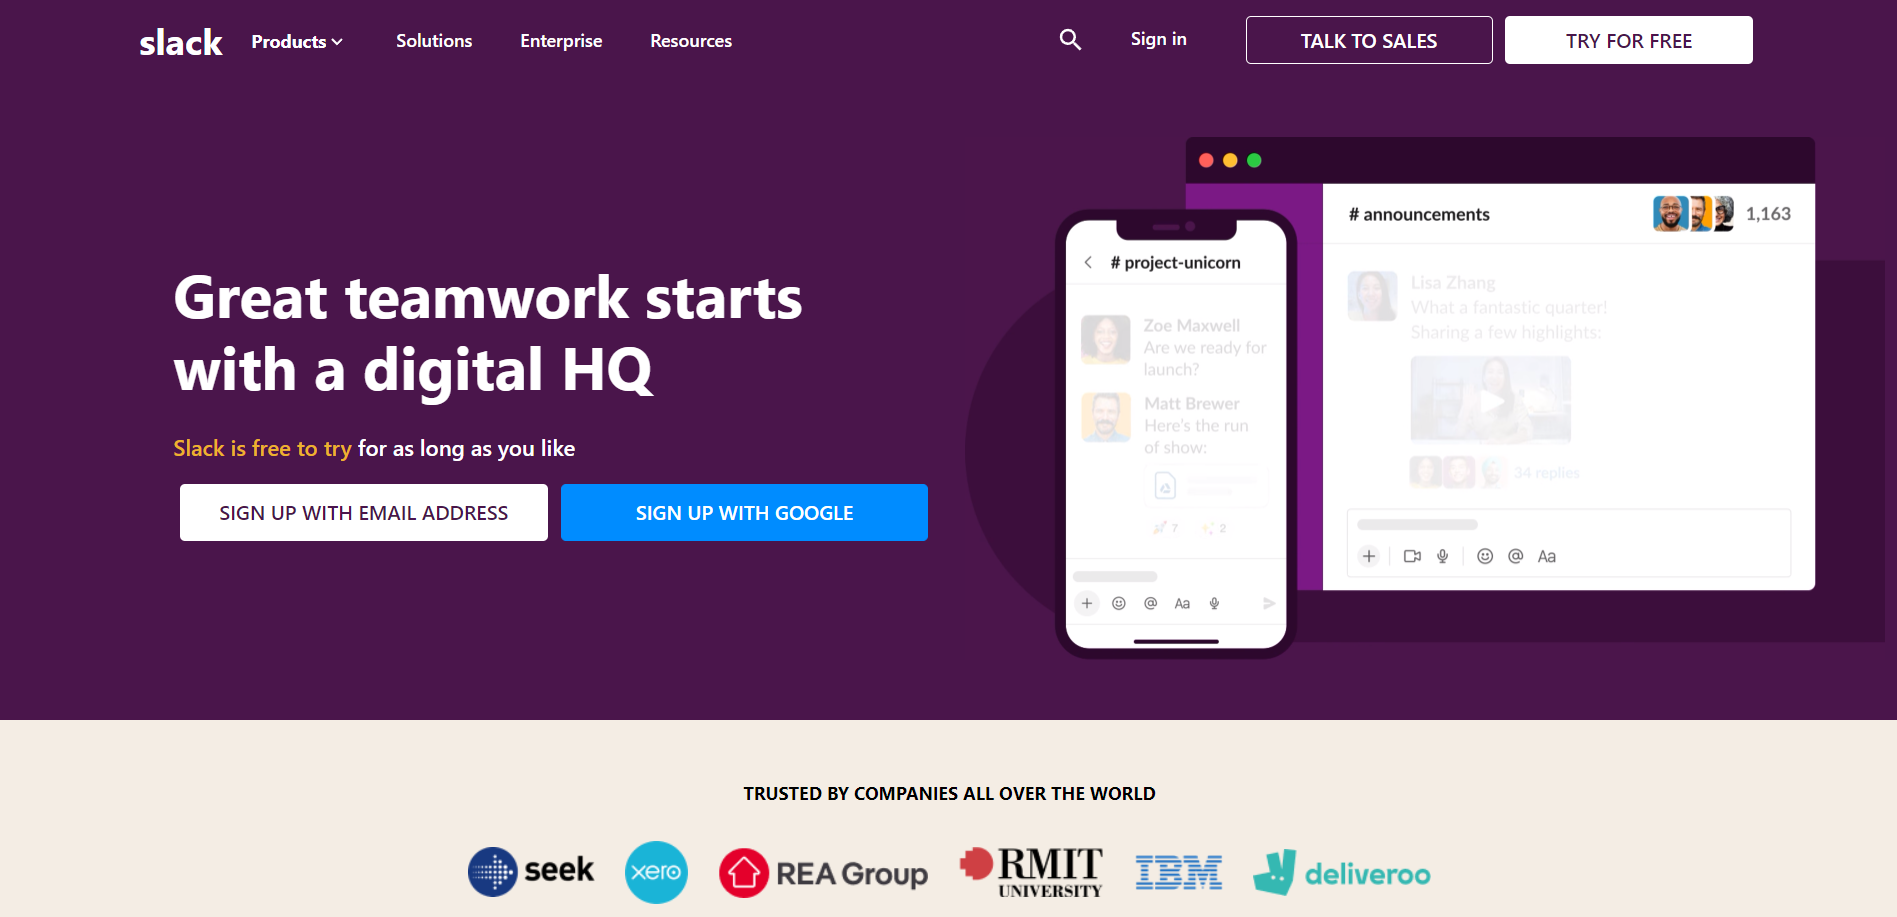 slack
Products
Solutions
Enterprise
Resources
Sign in
TALK TO SALES
TRY FOR FREE
Great teamwork starts
with a digital HQ
Slack is free to try for as long as you like
SIGN UP WITH EMAIL ADDRESS
SIGN UP WITH GOOGLE
# project-unicorn
Zoe Maxwell
Are we ready for
launch?
Matt Brewer
Here's the run
of show:
7
2
Aa
# announcements
1,163
Lisa Zhang
What a fantastic quarter!
Sharing a few highlights:
34 replies
@ Aa
TRUSTED BY COMPANIES ALL OVER THE WORLD
seek
xero
REA Group
RMIT
UNIVERSITY
IBM
deliveroo